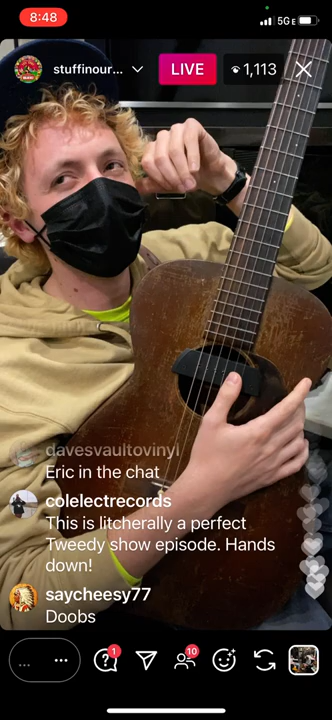 8:48
5GE
stuffinour...
LIVE
1,113
davesvaultovinyl
Eric in the chat
colelectrecords
This is litcherally a perfect
Tweedy show episode. Hands
down!
saycheesy77
Doobs
...
1
10